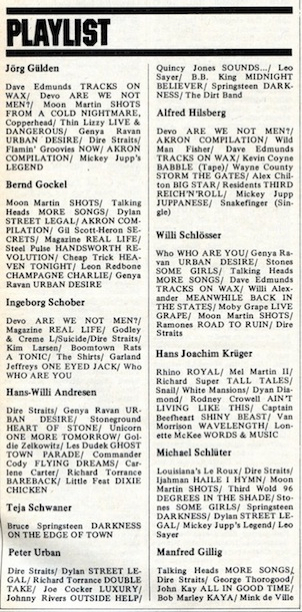 PLAYLIST
Jörg Gülden
Dave Edmunds TRACKS ON
WAX/ Devo ARE WE NOT
MEN?/ Moon Martin SHOTS
FROM A COLD NIGHTMARE,
Copperhead/ Thin Lizzy LIVE &
DANGEROUS/ Genya Ravan
URBAN DESIRE/ Dire Straits/
Flamin' Groovies NOW/ AKRON
COMPILATION/ Mickey Jupp's
LEGEND
Bernd Gockel
Moon Martin SHOTS/ Talking
Heads MORE SONGS/ Dylan
STREET LEGAL/ AKRON COM-
PILATION/ Gil Scott-Heron SE-
CRETS/ Magazine REAL LIFE/
Steel Pulse HANDSWORTH RE-
VOLUTION/ Cheap Trick HEA-
VEN TONIGHT/ Leon Redbone
CHAMPAGNE CHARLIE/ Genya
Ravan URBAN DESIRE
Ingeborg Schober
Devo ARE WE NOT MEN?/
Magazine REAL LIFE/ Godley
& Creme L/Suicide/Dire Straits/
Kim Larsen/ Boomtown Rats
A TONIC/ The Shirts/ Garland
Jeffreys ONE EYED JACK/ Who
WHO ARE YOU
Hans-Willi Andresen
Dire Straits/ Genya Ravan UR-
BAN DESIRE/ Stoneground
HEART OF STONE/ Unicorn
ONE MORE TOMORROW/ Gol-
die Zelkowitz/ Les Dudek GHOST
TOWN PARADE/ Commander
Cody FLYING DREAMS/ Car-
lene Carter/ Richard Torrance
BAREBACK/ Little Feat DIXIE
CHICKEN
Teja Schwaner
Bruce Springsteen DARKNESS
ON THE EDGE OF TOWN
Peter Urban
Dire Straits/ Dylan STREET LE-
GAL/ Richard Torrance DOUBLE
TAKE/ Joe Cocker LUXURY/
Johnny Rivers OUTSIDE HELP/
Quincy Jones SOUNDS...../ Leo
Sayer/ B.B. King MIDNIGHT
BELIEVER/ Springsteen DARK-
NESS/ The Dirt Band
Alfred Hilsberg
Devo ARE WE NOT MEN?/
AKRON COMPILATION/ Wild
Man Fisher/ Dave Edmunds
TRACKS ON WAX/ Kevin Coyne
BABBLE (Tape)/ Wayne County
STORM THE GATES/ Alex Chil-
ton BIG STAR/ Residents THIRD
REICH'N'ROLL/ Mickey Jupp
JUPPANESE/ Snakefinger (Sin-
gle)
Willi Schlösser
Who WHO ARE YOU/ Genya Ra-
van URBAN DESIRE/ Stones
SOME GIRLS/ Talking Heads
MORE SONGS/ Dave Edmunds
TRACKS ON WAX/ Willi Alex-
ander MEANWHILE BACK IN
THE STATES/ Moby Grape LIVE
GRAPE/ Moon Martin SHOTS/
Ramones ROAD TO RUIN/ Dire
Straits
Hans Joachim Krüger
Rhino ROYAL/ Mel Martin II/
Richard Super TALL TALES/
Snail/ White Mansions/ Dyan Dia-
mond/ Rodney Crowell AIN'T
LIVING LIKE THIS/ Captain
Beefheart SHINY BEAST/ Van
Morrison WAVELENGTH/ Lon-
ette McKee WORDS & MUSIC
Michael Schlüter
Louisiana's Le Roux/ Dire Straits/
Ijahman HAILE I HYMN/ Moon
Martin SHOTS/ Third Wold 96
DEGREES IN THE SHADE/ Sto-
nes SOME GIRLS/ Springsteen
DARKNESS/ Dylan STREET LE-
GAL/ Mickey Jupp's Legend/ Leo
Sayer
Manfred Gillig
Talking Heads MORE SONGS/
Dire Straits/ George Thorogood/
John Kay ALL IN GOOD TIME/
Bob Marley KAYA/ Mink de Ville